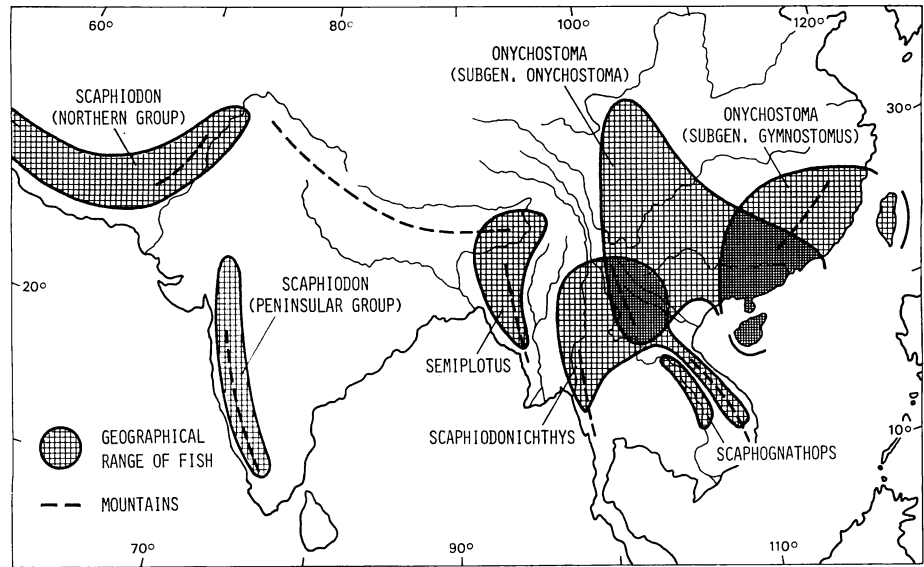 60°
80°
100°
120°
ONYCHOSTOMA
(SUBGEN. ONYCHOSTOMA)
SCAPHIODON
(NORTHERN GROUP)
ONYCHOSTOMA
(SUBGEN. GYMNOSTOMUS)
30°
20°
SCAPHIODON
(PENINSULAR GROUP)
SEMIPLOTUS
SCAPHIODONICHTHYS
SCAPHOGNATHOPS
10°
GEOGRAPHICAL
RANGE OF FISH
MOUNTAINS
70°
90°
110°